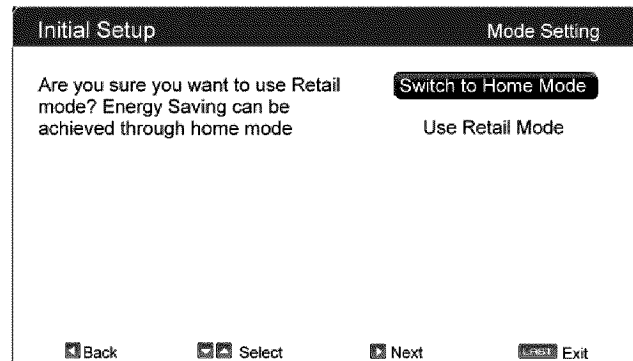 Initial Setup Mode Setting
Are you sure you want to use Retail
mode? Energy Saving can be
achieved through home mode
Switch to Home Mode
Use Retail Mode
Back Select Next LAST Exit